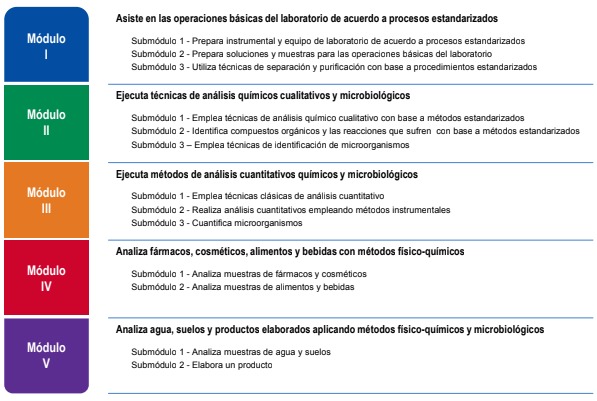 Módulo
I
Asiste en las operaciones básicas del laboratorio de acuerdo a procesos estandarizados
Submódulo 1 - Prepara instrumental y equipo de laboratorio de acuerdo a procesos estandarizados
Submódulo 2 - Prepara soluciones y muestras para las operaciones básicas del laboratorio
Submódulo 3 - Utiliza técnicas de separación y purificación con base a procedimientos estandarizados
Módulo
II
Ejecuta técnicas de análisis químicos cualitativos y microbiológicos
Submódulo 1 - Emplea técnicas de análisis químico cualitativo con base a métodos estandarizados
Submódulo 2 - Identifica compuestos orgánicos y las reacciones que sufren con base a métodos estandarizados
Submódulo 3 – Emplea técnicas de identificación de microorganismos
Módulo
III
Ejecuta métodos de análisis cuantitativos químicos y microbiológicos
Submódulo 1 - Emplea técnicas clásicas de análisis cuantitativo
Submódulo 2 - Realiza análisis cuantitativos empleando métodos instrumentales
Submódulo 3 - Cuantifica microorganismos
Módulo
IV
Analiza fármacos, cosméticos, alimentos y bebidas con métodos físico-químicos
Submódulo 1 - Analiza muestras de fármacos y cosméticos
Submódulo 2 - Analiza muestras de alimentos y bebidas
Módulo
V
Analiza agua, suelos y productos elaborados aplicando métodos físico-químicos y microbiológicos
Submódulo 1 - Analiza muestras de agua y suelos
Submódulo 2 - Elabora un producto